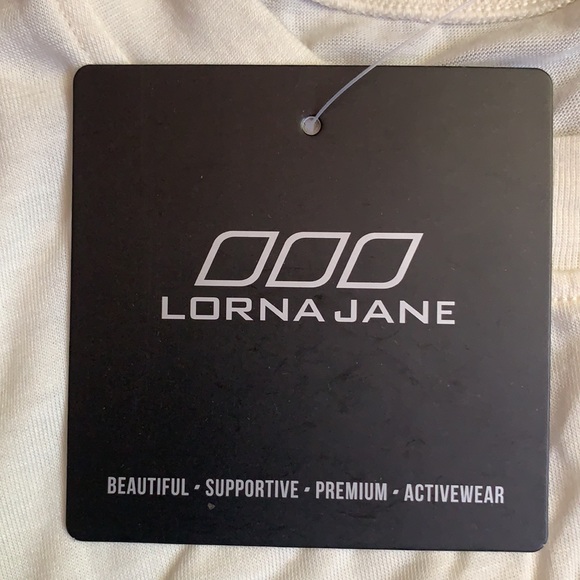 LORNA JANE
BEAUTIFUL - SUPPORTIVE - PREMIUM - ACTIVEWEAR